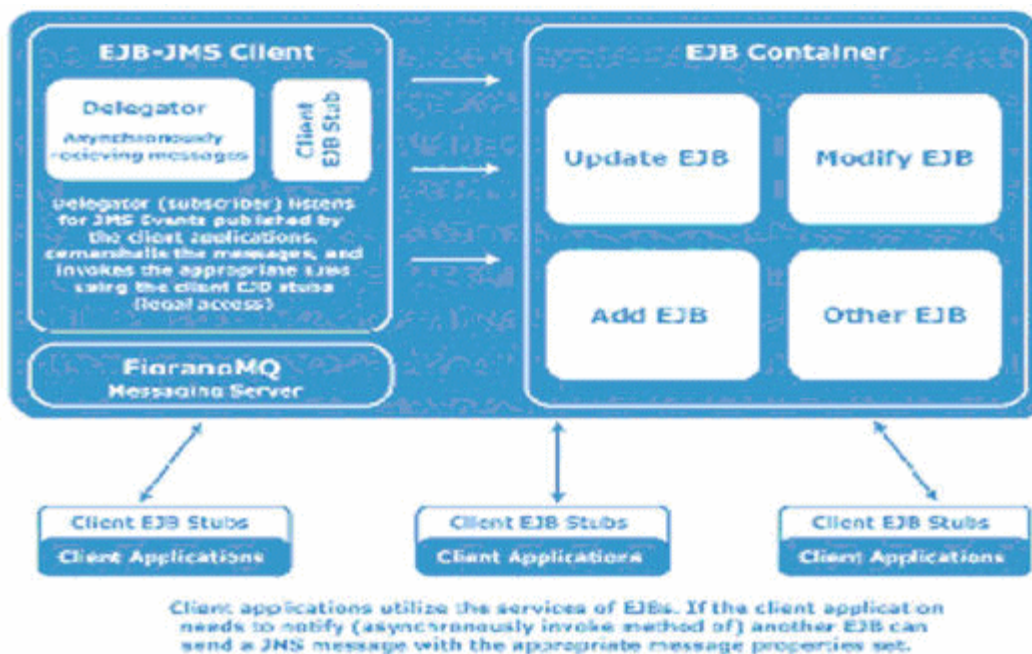 EJB-JMS Client
Delegator
Asynchronously
recieving messages
Client
EJB Stub
Delegator (subscriber) listens
for JMS Events published by
the client applications,
demarshalls the messages, and
invokes the appropriate EJBs
using the client EJB stubs
(legal access)
FioranoMQ
Messaging Server
EJB Container
Update EJB
Modify EJB
Add EJB
Other EJB
Client EJB Stubs
Client Applications
Client EJB Stubs
Client Applications
Client EJB Stubs
Client Applications
Client applications utilize the services of EJBs. If the client application
needs to notify (asynchronously invoke method of) another EJB can
send a JMS message with the appropriate message properties set.